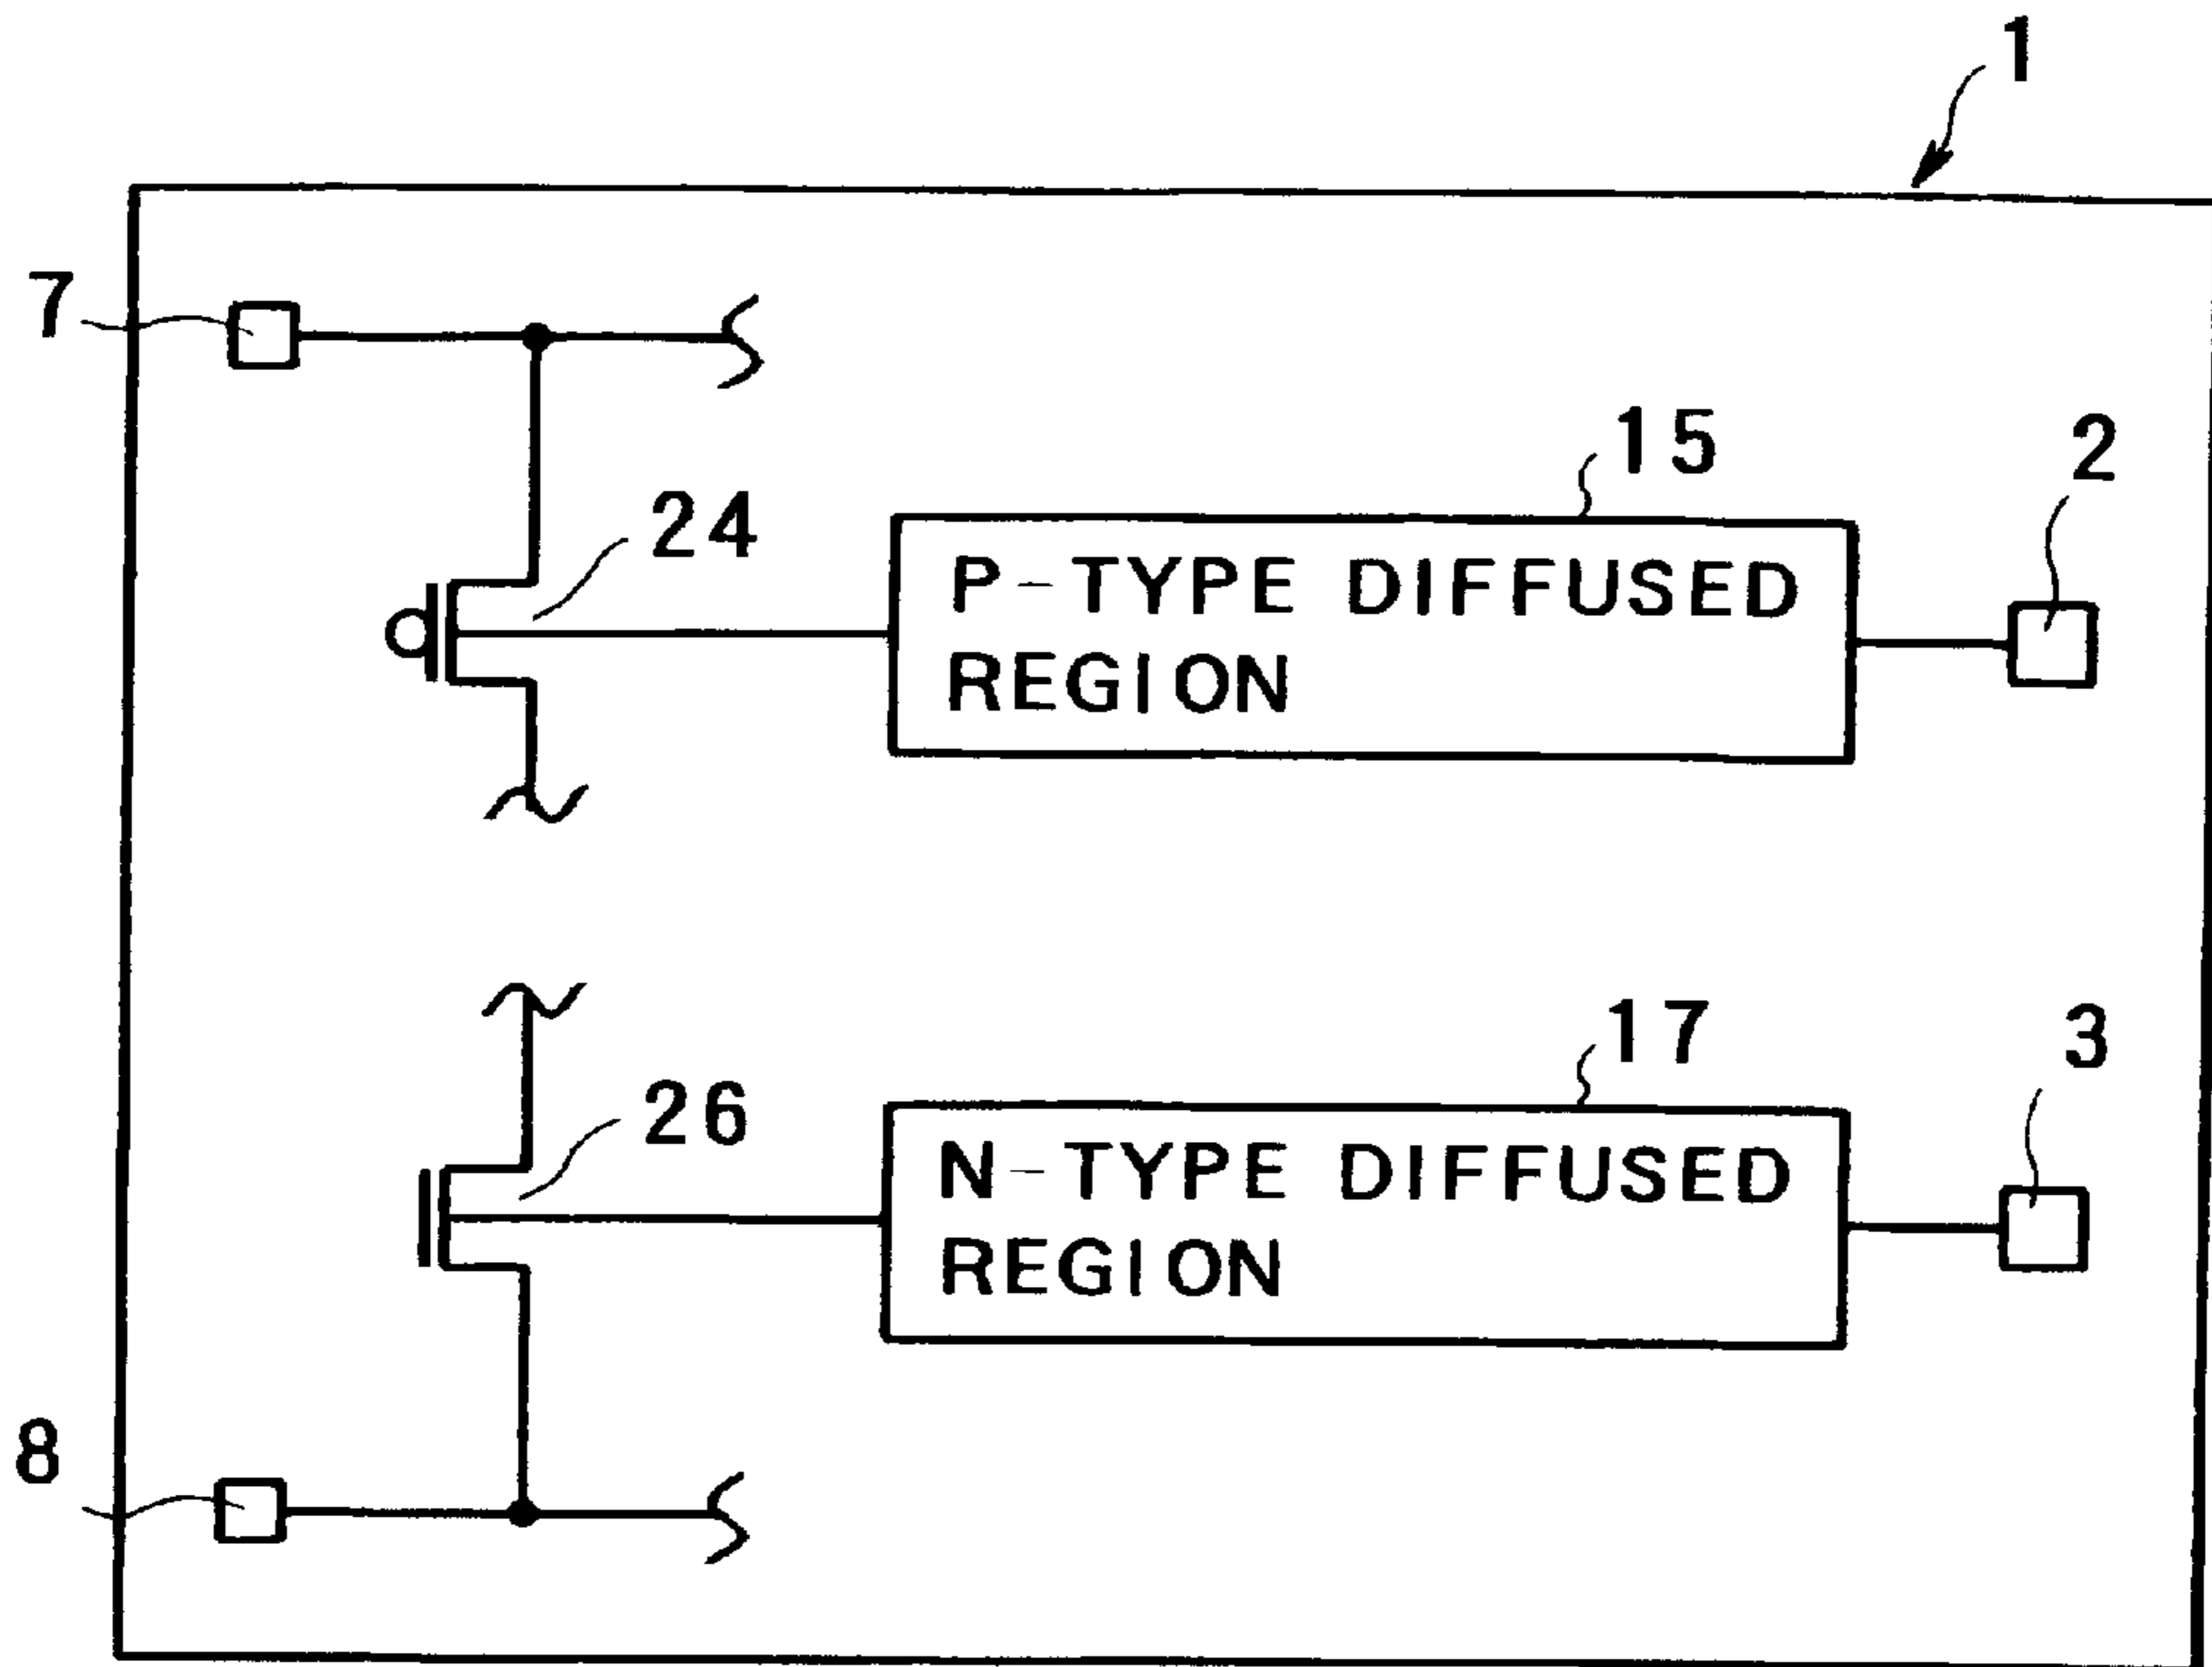 1
7
15
2
24
P-TYPE DIFFUSED
REGION
17
3
26
N-TYPE DIFFUSED
REGION
8